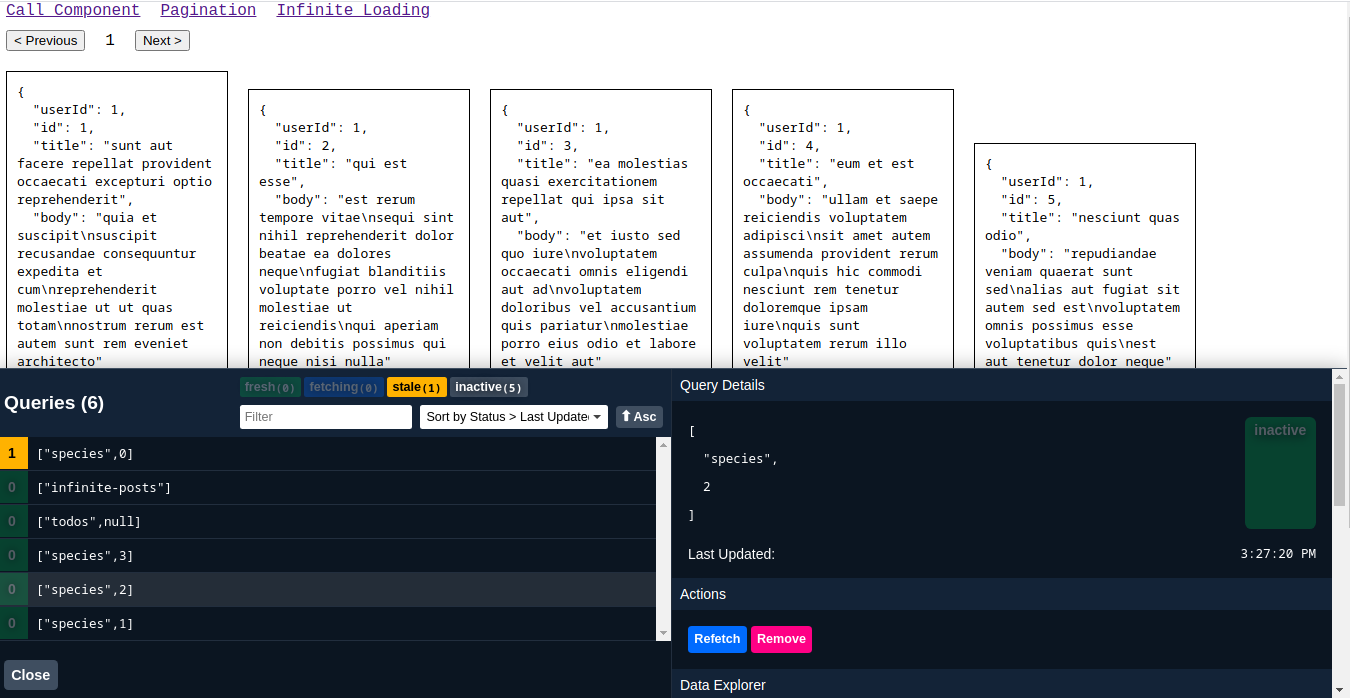 Call Component Pagination Infinite Loading
< Previous 1 Next >
{
"userId": 1,
"id": 1,
"title": "sunt aut
facere repellat provident
occaecati excepturi optio
reprehenderit",
"body": "quia et
suscipit\nsuscipit
recusandae consequuntur
expedita et
cum\nreprehenderit
molestiae ut ut quas
totam\nnostrum rerum est
autem sunt rem eveniet
architecto"
{
"userId": 1,
"id": 2,
"title": "qui est
esse",
"body": "est rerum
tempore vitae\nsequi sint
nihil reprehenderit dolor
beatae ea dolores
neque\nfugiat blanditiis
voluptate porro vel nihil
molestiae ut
reiciendis\nqui aperiam
non debitis possimus qui
neque nisi nulla"
{
"userId": 1,
"id": 3,
"title": "ea molestias
quasi exercitationem
repellat qui ipsa sit
aut",
"body": "et iusto sed
quo iure\nvoluptatem
occaecati omnis eligendi
aut ad\nvoluptatem
doloribus vel accusantium
quis pariatur\nmolestiae
porro eius odio et labore
et velit aut"
{
"userId": 1,
"id": 4,
"title": "eum et est
occaecati",
"body": "ullam et saepe
reiciendis voluptatem
adipisci\nsit amet autem
assumenda provident rerum
culpa\nquis hic commodi
nesciunt rem tenetur
doloremque ipsam
iure\nquis sunt
voluptatem rerum illo
velit"
{
"userId": 1,
"id": 5,
"title": "nesciunt quas
odio",
"body": "repudiandae
veniam quaerat sunt
sed\nalias aut fugiat sit
autem sed est\nvoluptatem
omnis possimus esse
voluptatibus quis\nest
aut tenetur dolor neque"
Queries (6)
fresh(0) fetching(0) stale(1) inactive(5)
Filter Sort by Status > Last Update ⬆ Asc
1 ["species",0]
0 ["infinite-posts"]
0 ["todos",null]
0 ["species",3]
0 ["species",2]
0 ["species",1]
Close
Query Details
[
"species",
2
]
inactive
Last Updated: 3:27:20 PM
Actions
Refetch Remove
Data Explorer